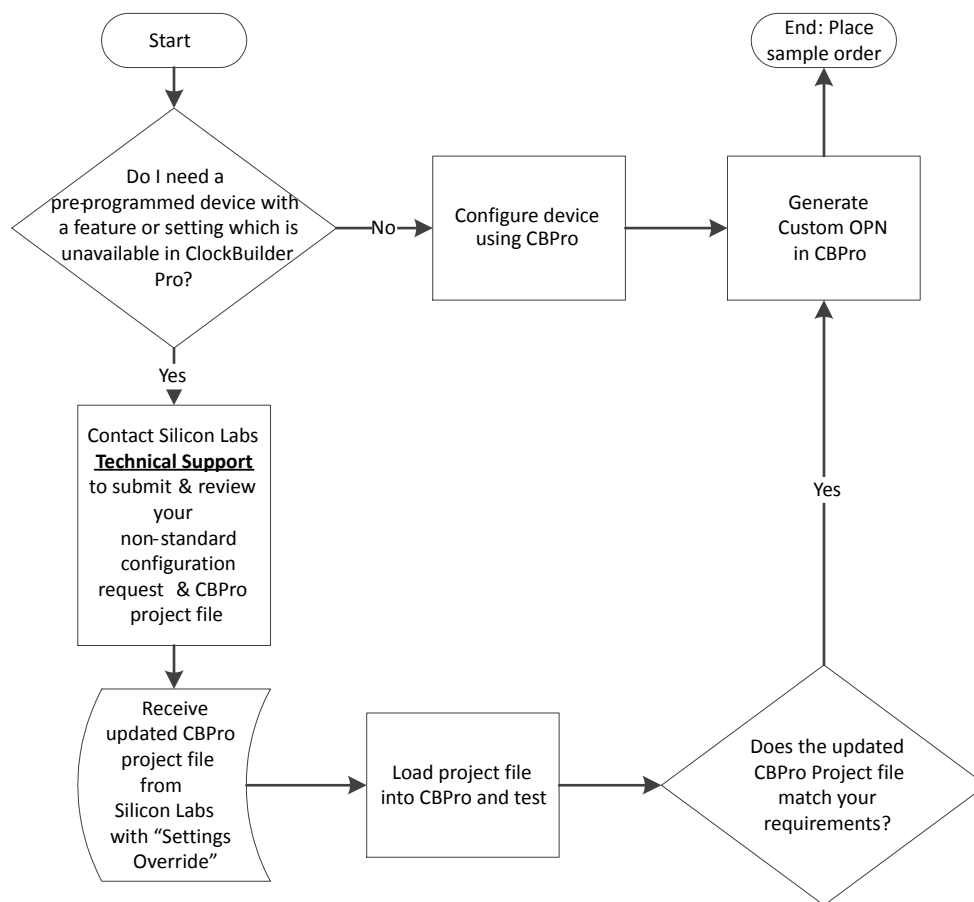 Start
End: Place
sample order
Do I need a
pre-programmed device with
a feature or setting which is
unavailable in ClockBuilder
Pro?
No
Configure device
using CBPro
Generate
Custom OPN
in CBPro
Yes
Contact Silicon Labs
Technical Support
to submit & review
your
non-standard
configuration
request & CBPro
project file
Yes
Receive
updated CBPro
project file
from
Silicon Labs
with “Settings
Override”
Load project file
into CBPro and test
Does the updated
CBPro Project file
match your
requirements?